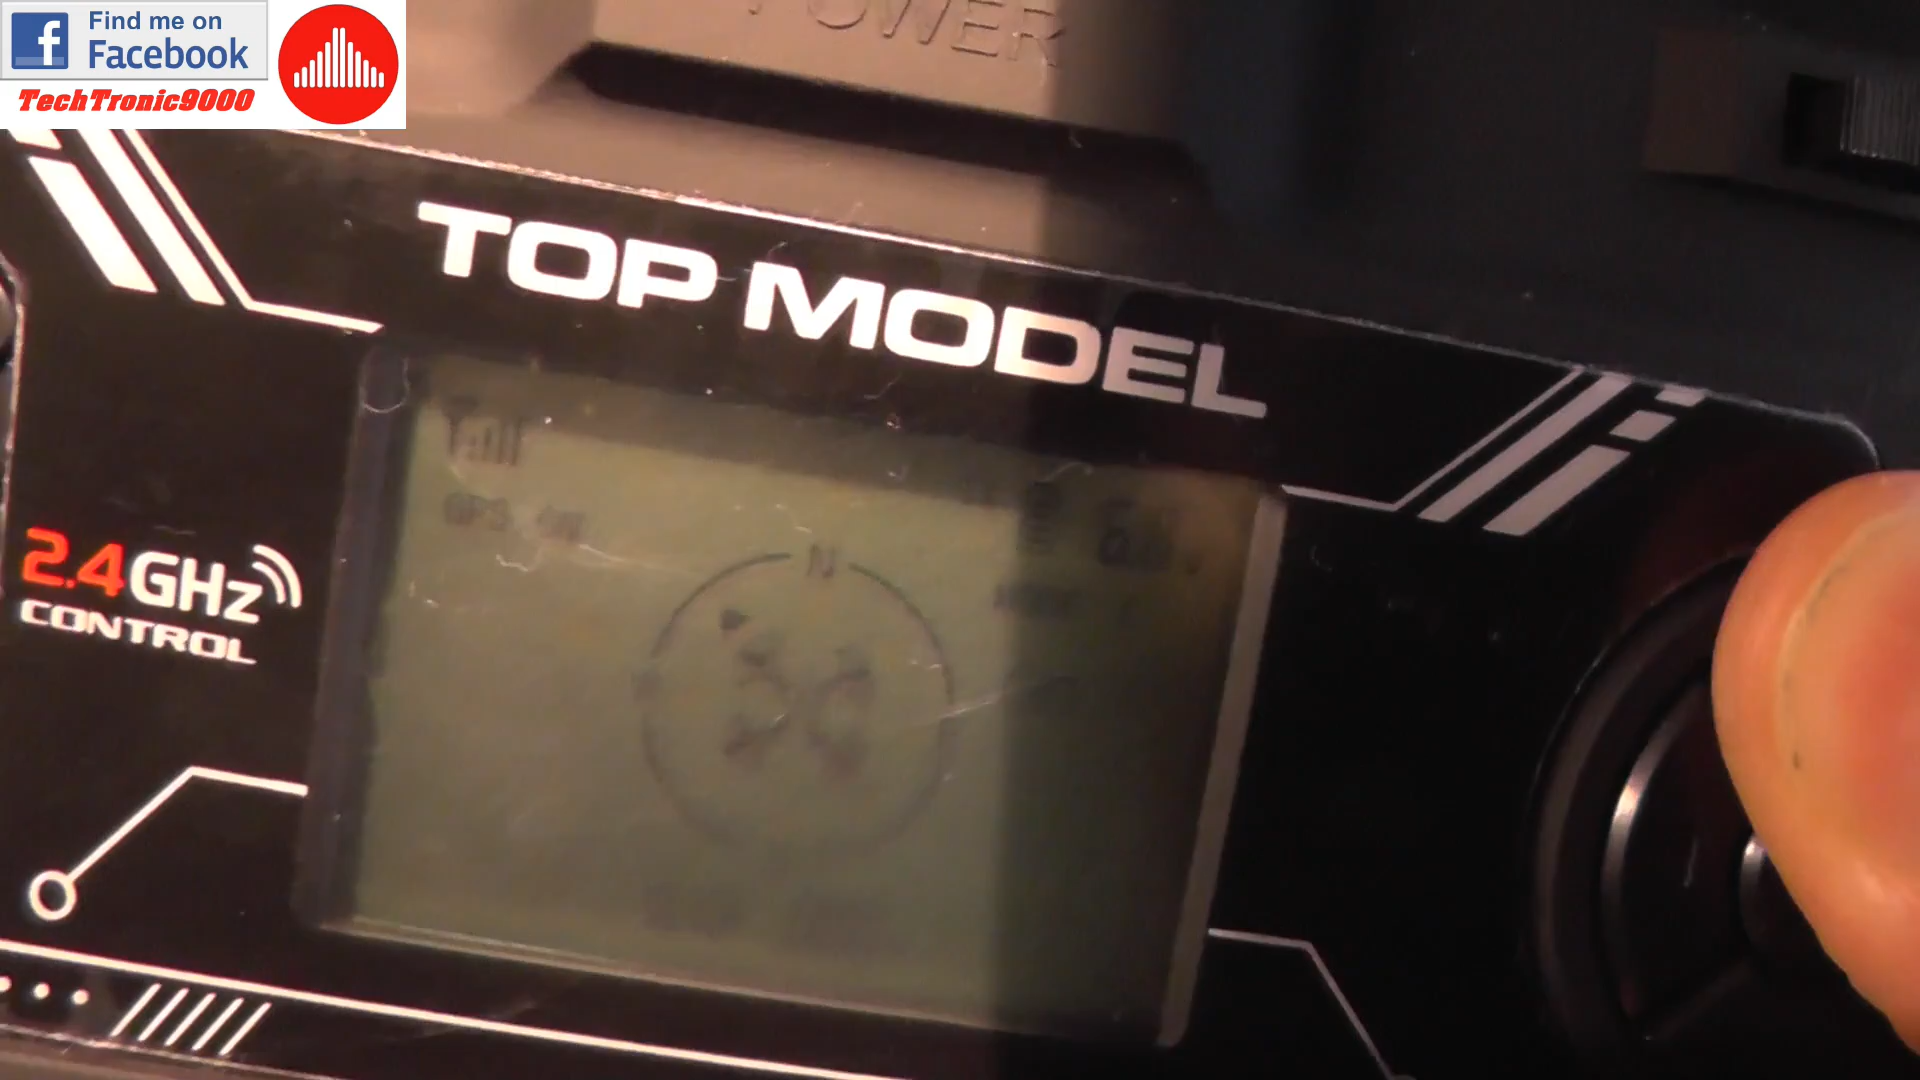 Find me on
Facebook
TechTronic9000
POWER
TOP MODEL
2.4GHz
CONTROL
N